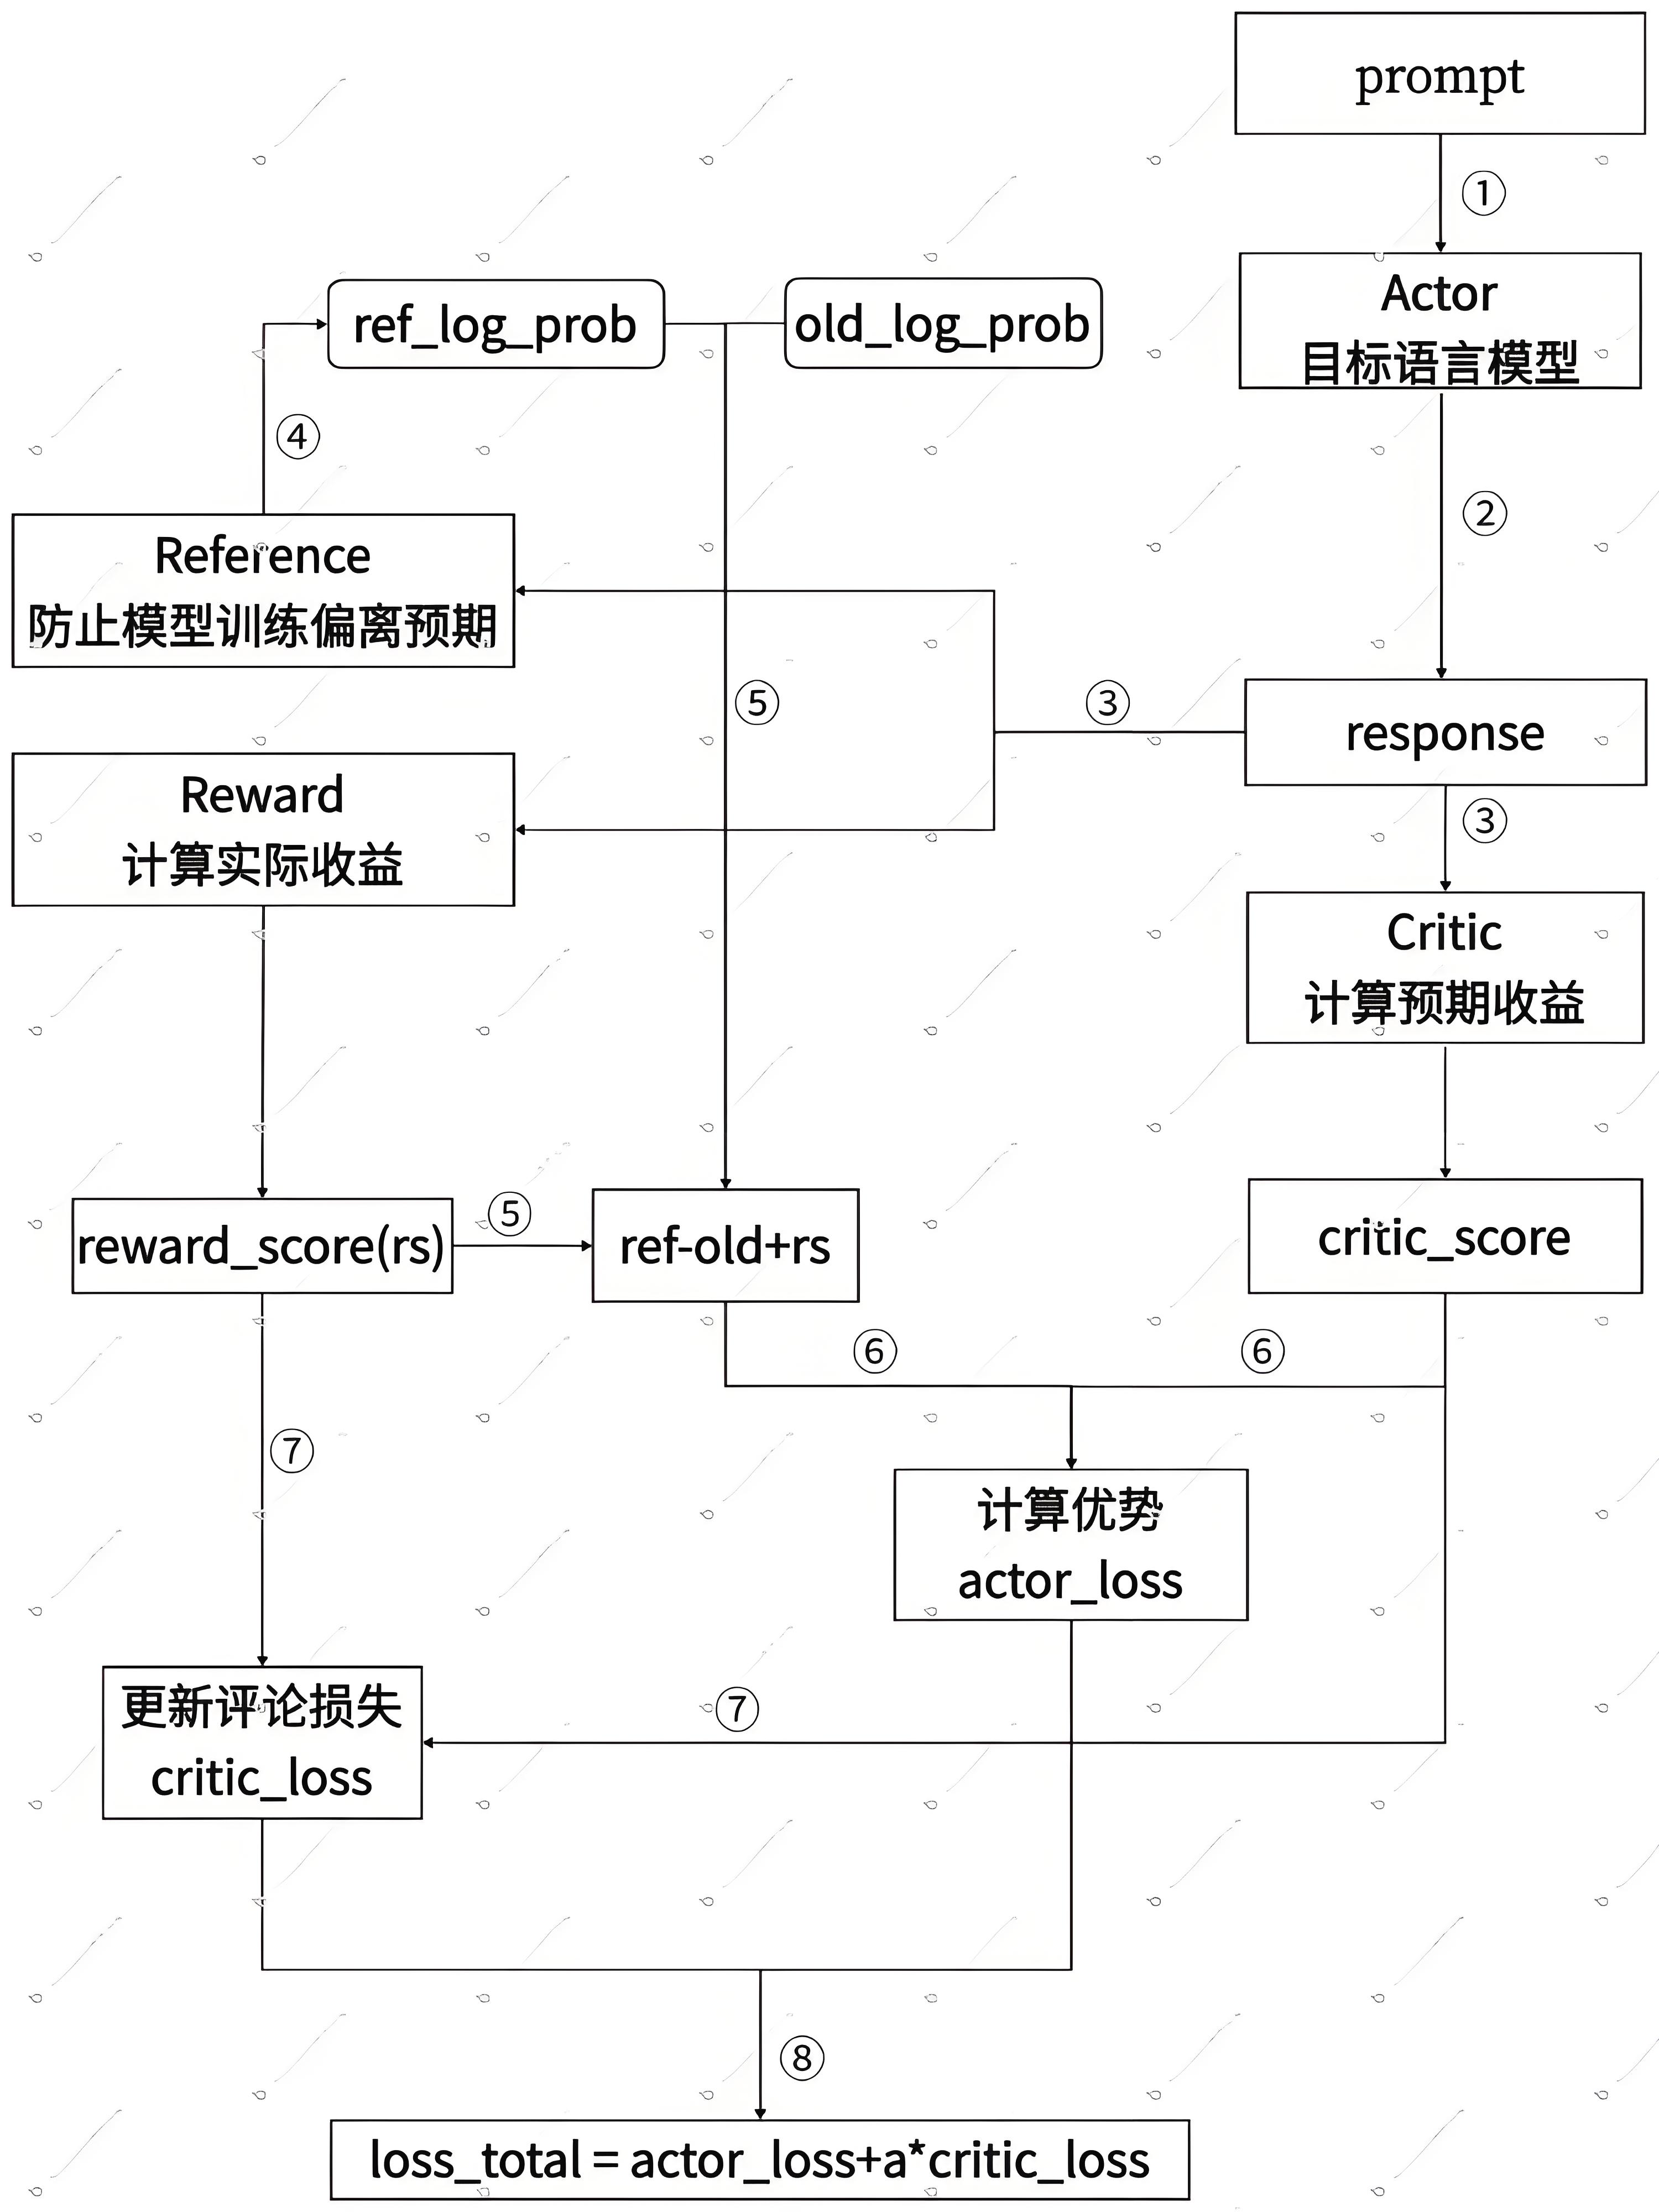 prompt
①
Actor
目标语言模型
ref_log_prob
old_log_prob
④
②
Reference
防止模型训练偏离预期
⑤
③
response
Reward
计算实际收益
③
Critic
计算预期收益
reward_score(rs)
⑤
ref-old+rs
critic_score
⑥
⑥
⑦
计算优势
actor_loss
更新评论损失
critic_loss
⑦
⑧
loss_total = actor_loss+a*critic_loss